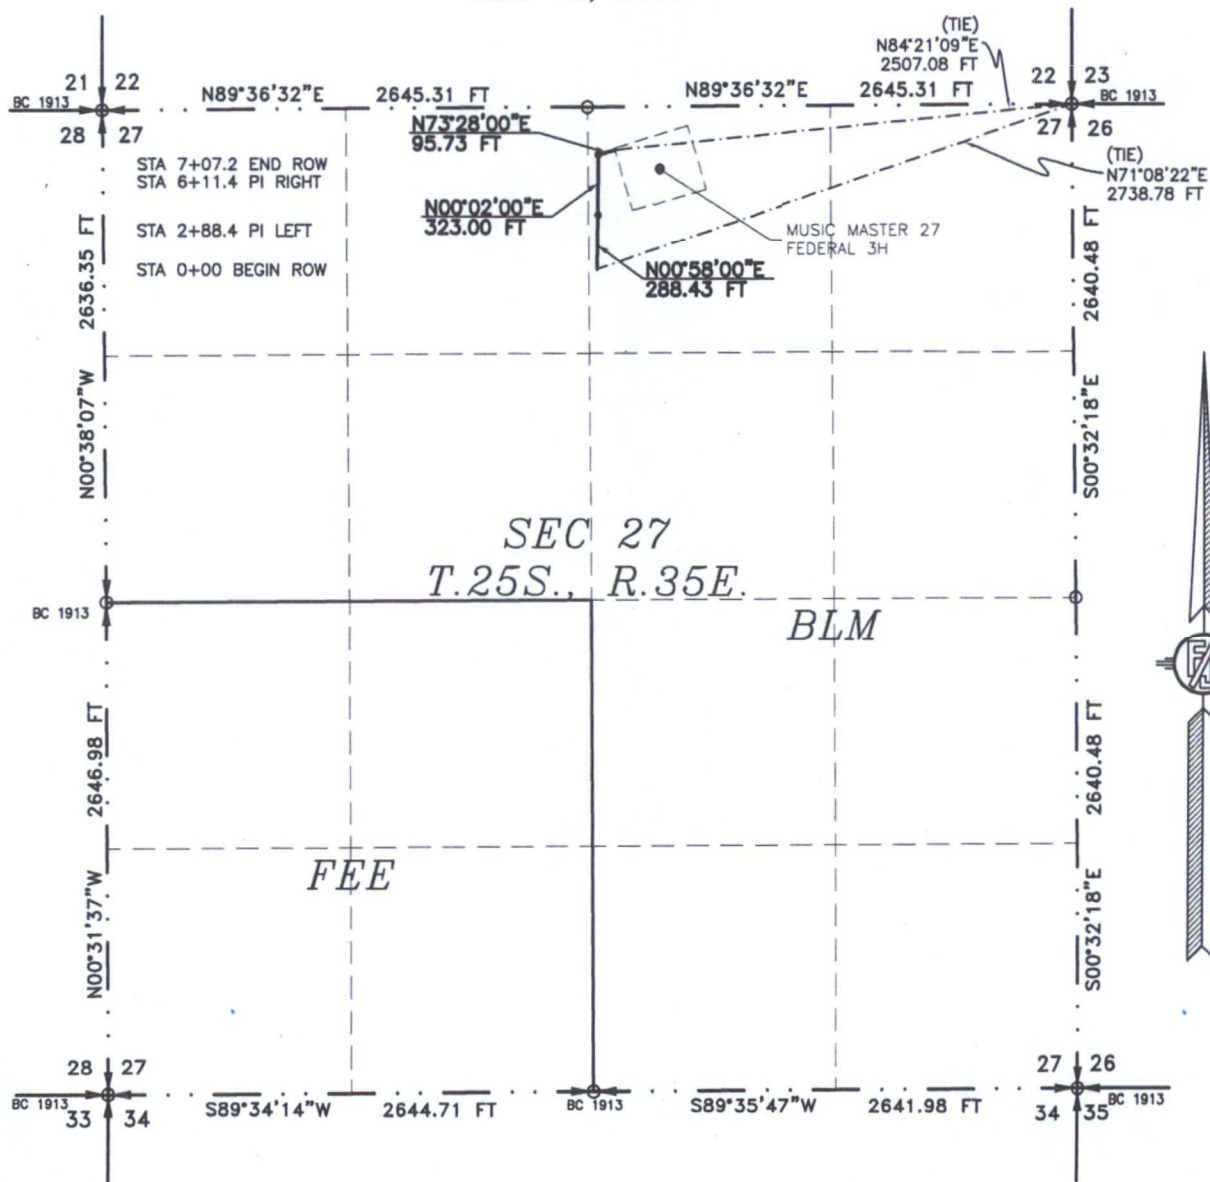 (TIE)
N84°21'09"E
2507.08 FT
21 22
N89°36'32"E 2645.31 FT
N89°36'32"E 2645.31 FT
22 23
BC 1913
BC 1913
28 27
27 26
N73°28'00"E
95.73 FT
STA 7+07.2 END ROW
STA 6+11.4 PI RIGHT
(TIE)
N71°08'22"E
2738.78 FT
N00°02'00"E
323.00 FT
STA 2+88.4 PI LEFT
MUSIC MASTER 27
FEDERAL 3H
STA 0+00 BEGIN ROW
N00°58'00"E
288.43 FT
2636.35 FT
2640.48 FT
N00°38'07"W
S00°32'18"E
SEC 27
T.25S., R.35E.
BC 1913
BLM
2646.98 FT
2640.48 FT
FEE
N00°31'37"W
S00°32'18"E
28 27
27 26
BC 1913
S89°34'14"W 2644.71 FT
BC 1913
S89°35'47"W 2641.98 FT
BC 1913
33 34
34 35